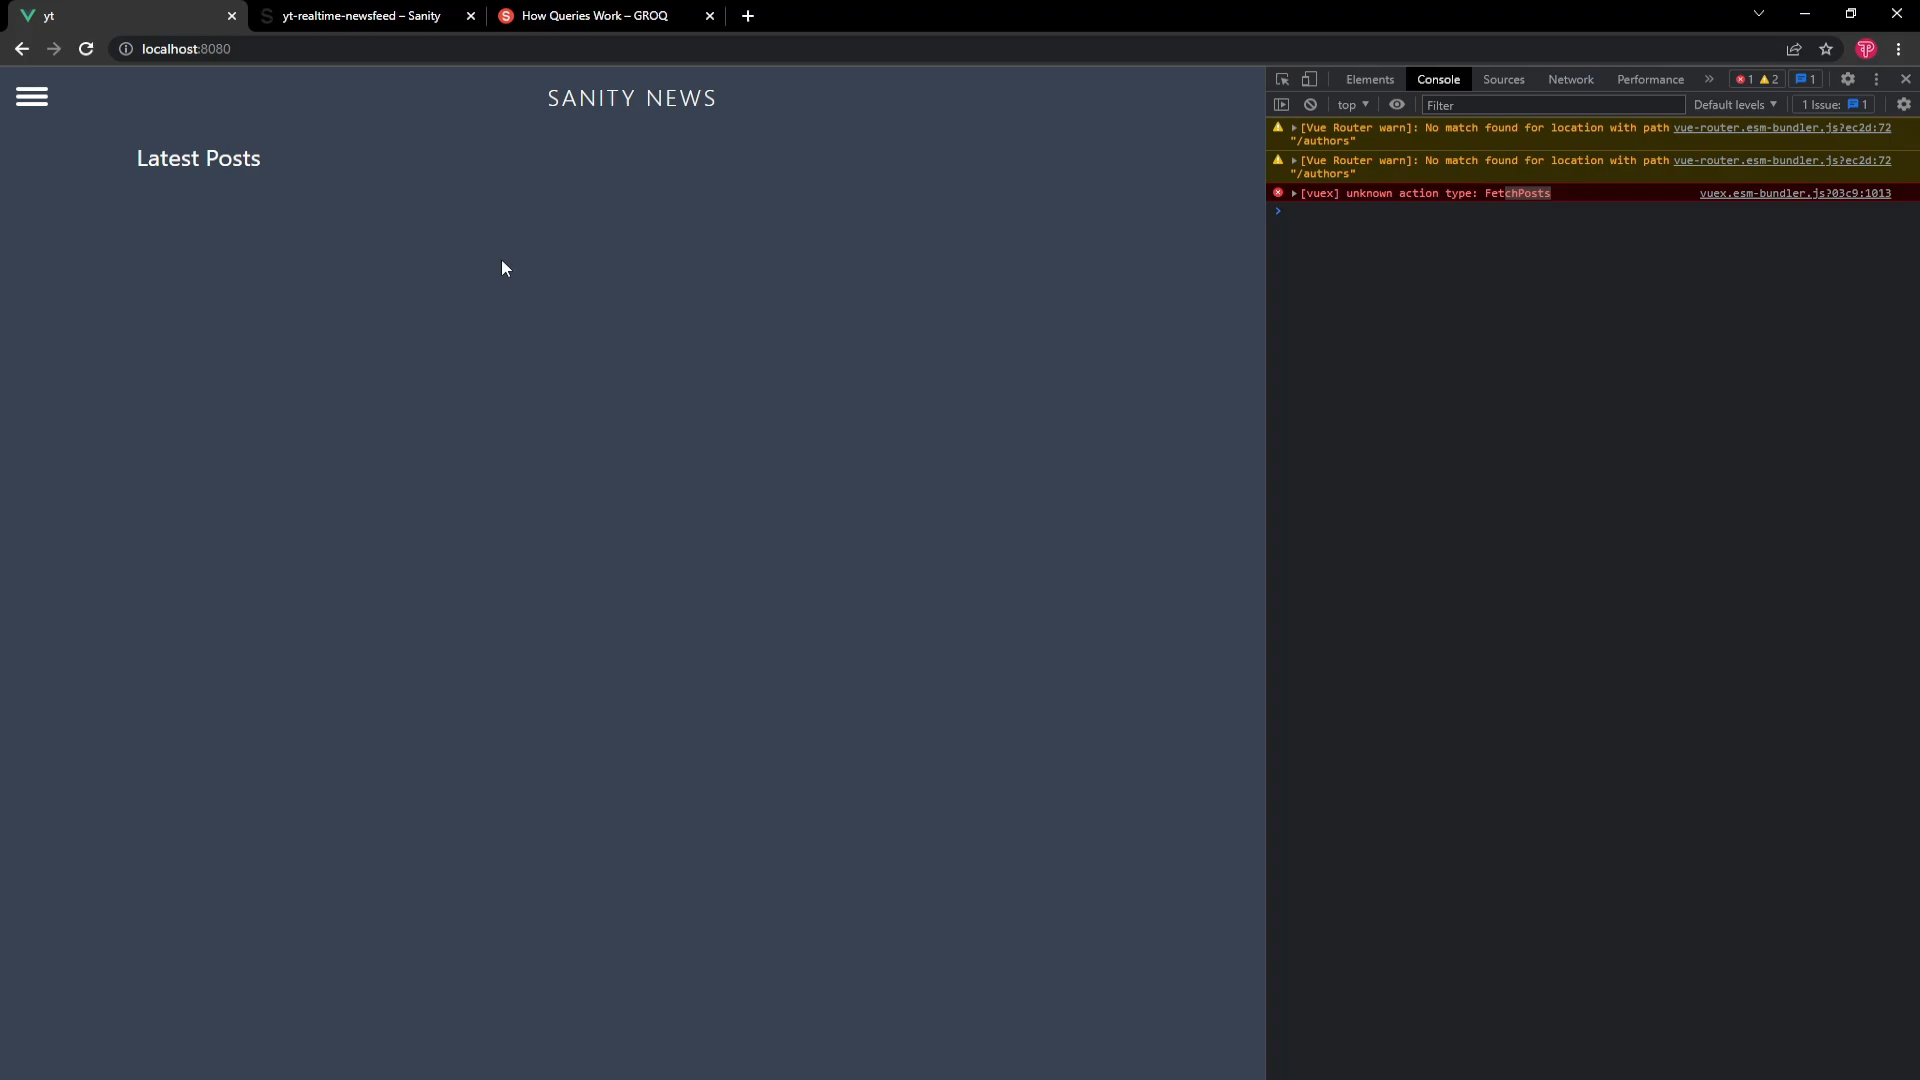 yt
yt-realtime-newsfeed – Sanity
How Queries Work – GROQ
localhost:8080
SANITY NEWS
Latest Posts
Elements Console Sources Network Performance » 1 2 1
top Filter Default levels 1 Issue: 1
[Vue Router warn]: No match found for location with path vue-router.esm-bundler.js?ec2d:72
"/authors"
[Vue Router warn]: No match found for location with path vue-router.esm-bundler.js?ec2d:72
"/authors"
[vuex] unknown action type: FetchPosts vuex.esm-bundler.js?03c9:1013